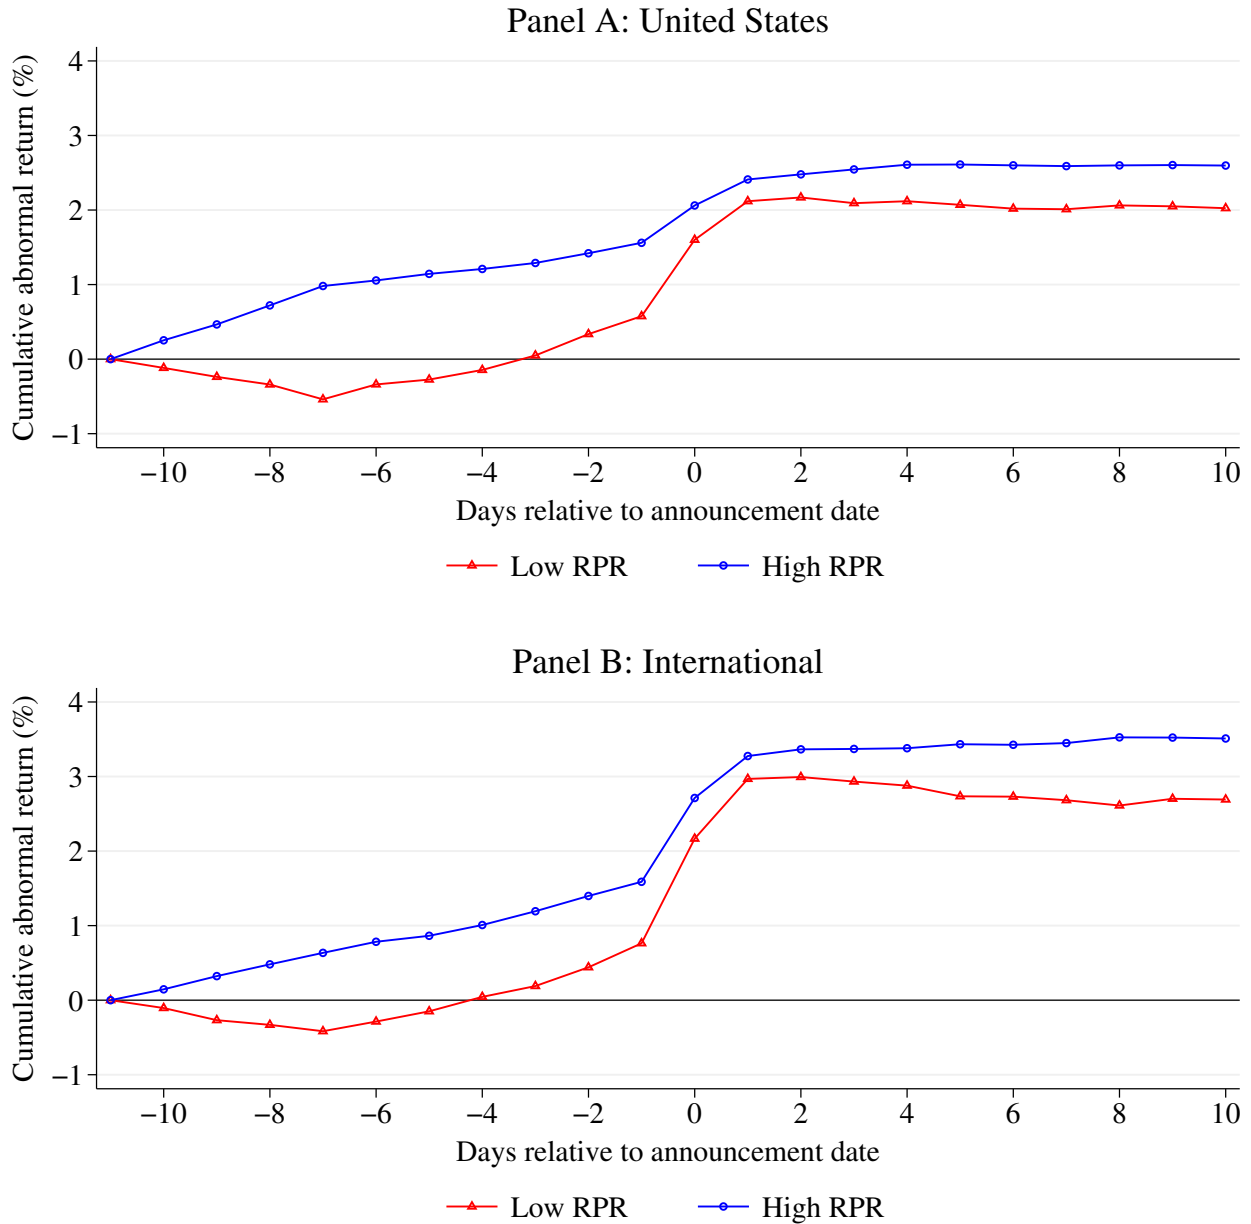 Panel A: United States
Cumulative abnormal return (%)
4
3
2
1
0
−1
−10 −8 −6 −4 −2 0 2 4 6 8 10
Days relative to announcement date
Low RPR High RPR
Panel B: International
Cumulative abnormal return (%)
4
3
2
1
0
−1
−10 −8 −6 −4 −2 0 2 4 6 8 10
Days relative to announcement date
Low RPR High RPR